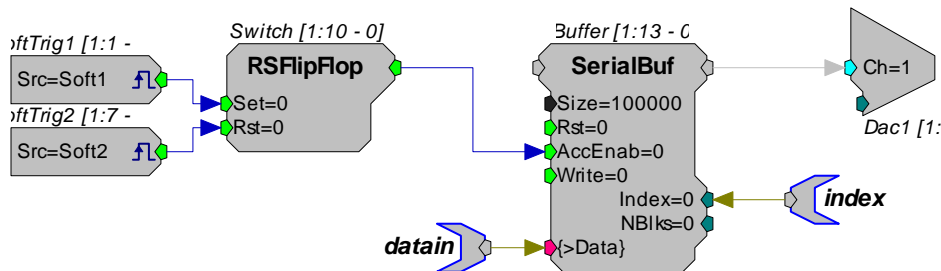 oftTrig1 [1:1 -
Src=Soft1
oftTrig2 [1:7 -
Src=Soft2
Switch [1:10 - 0]
RSFlipFlop
Set=0
Rst=0
Buffer [1:13 - 0
SerialBuf
Size=100000
Rst=0
AccEnab=0
Write=0
Index=0
NBlks=0
{>Data}
datain
index
Ch=1
Dac1 [1: